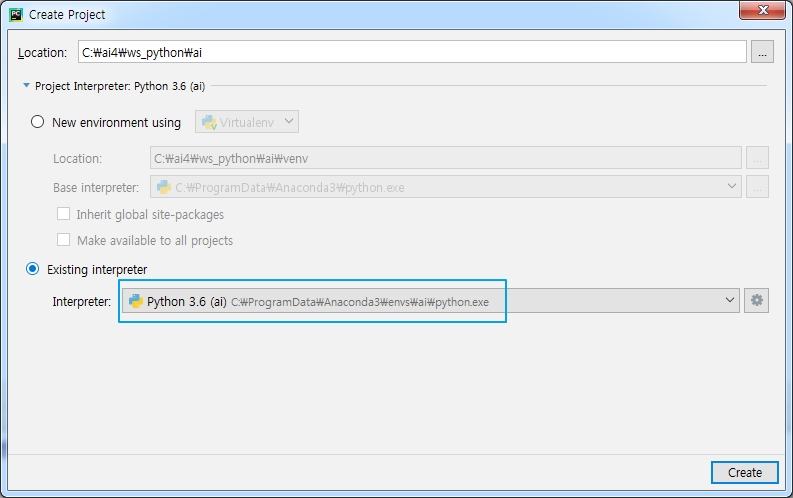 Create Project
Location: C:₩ai4₩ws_python₩ai ...
Project Interpreter: Python 3.6 (ai)
New environment using Virtualenv
Location: C:₩ai4₩ws_python₩ai₩venv ...
Base interpreter: C:₩ProgramData₩Anaconda3₩python.exe ...
Inherit global site-packages
Make available to all projects
Existing interpreter
Interpreter: Python 3.6 (ai) C:₩ProgramData₩Anaconda3₩envs₩ai₩python.exe
Create